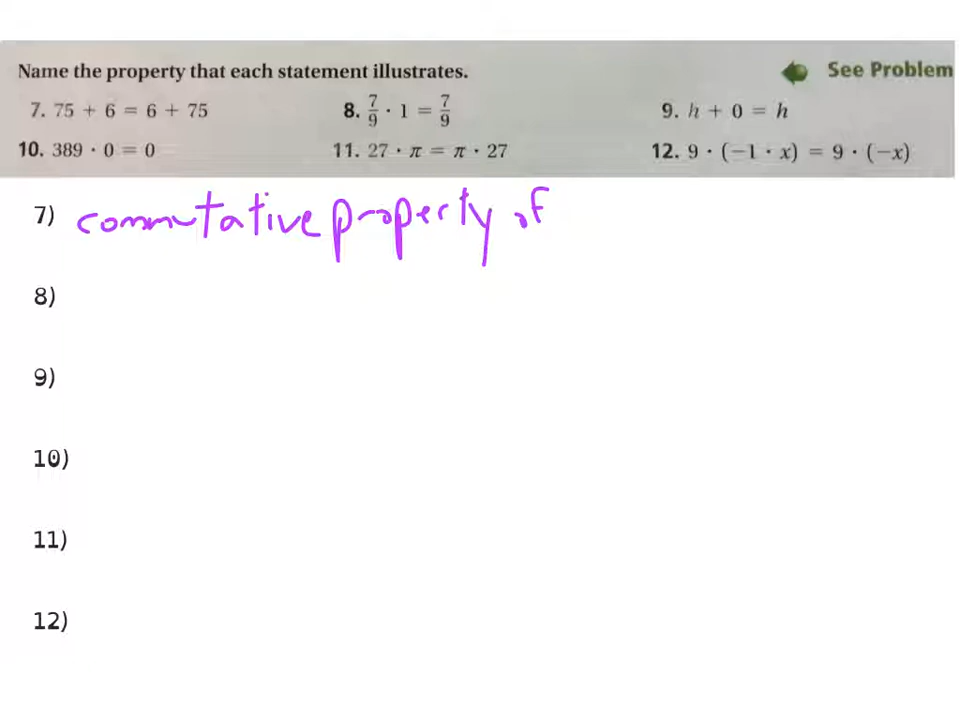 Name the property that each statement illustrates.
See Problem
7. 75 + 6 = 6 + 75
8. 7/9 · 1 = 7/9
9. h + 0 = h
10. 389 · 0 = 0
11. 27 · π = π · 27
12. 9 · (−1 · x) = 9 · (−x)
7) commutative property of
8)
9)
10)
11)
12)